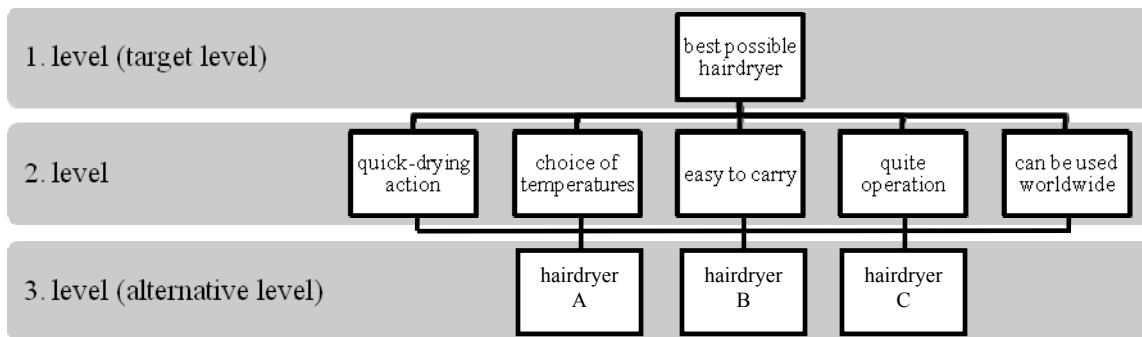 1. level (target level)
best possible
hairdryer
2. level
quick-drying
action
choice of
temperatures
easy to carry
quite
operation
can be used
worldwide
3. level (alternative level)
hairdryer
A
hairdryer
B
hairdryer
C